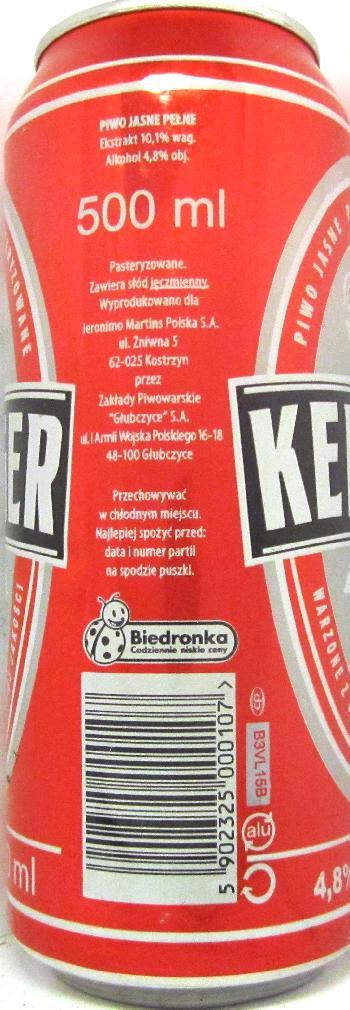 PIWO JASNE PEŁNE
Ekstrakt 10,1% wag.
Alkohol 4,8% obj.
500 ml
Pasteryzowane.
Zawiera słód jęczmienny.
Wyprodukowano dla
Jeronimo Martins Polska S.A.
ul. Żniwna 5
62-025 Kostrzyn
przez
Zakłady Piwowarskie
"Głubczyce" S.A.
ul. I Armii Wojska Polskiego 16-18
48-100 Głubczyce
Przechowywać
w chłodnym miejscu.
Najlepiej spożyć przed:
data i numer partii
na spodzie puszki.
Biedronka
Codziennie niskie ceny
5 902325 000107 >
B3VL15B
alu
ER
ml
KE
PIWO JASNE
WARZONE Z
4,8%